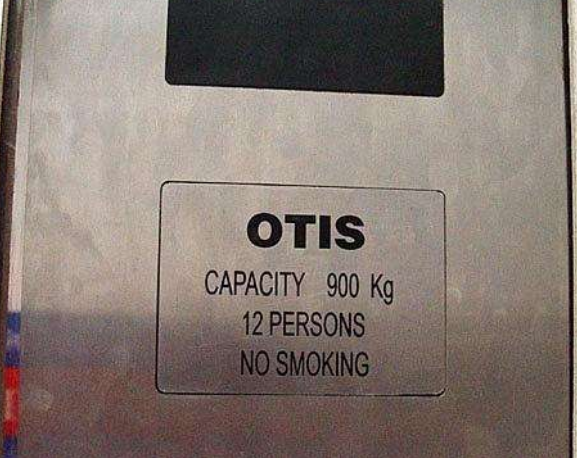 OTIS
CAPACITY 900 Kg
12 PERSONS
NO SMOKING